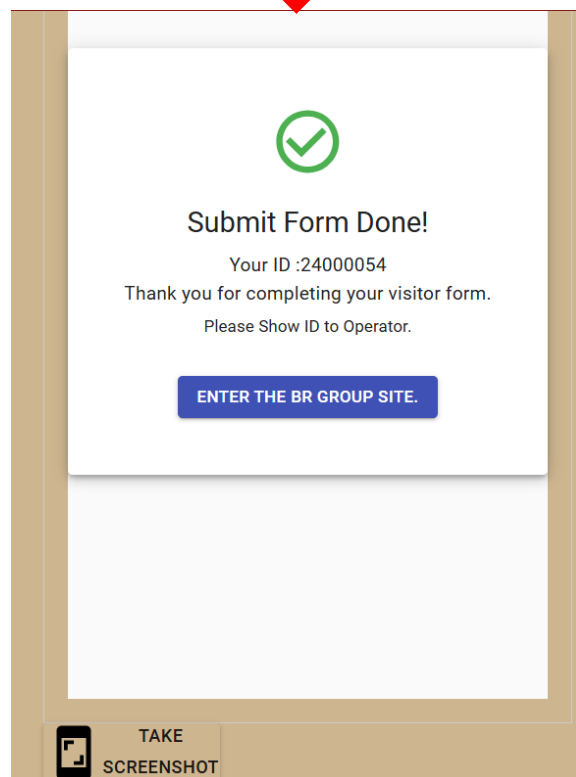 Submit Form Done!
Your ID :24000054
Thank you for completing your visitor form.
Please Show ID to Operator.
ENTER THE BR GROUP SITE.
TAKE
SCREENSHOT